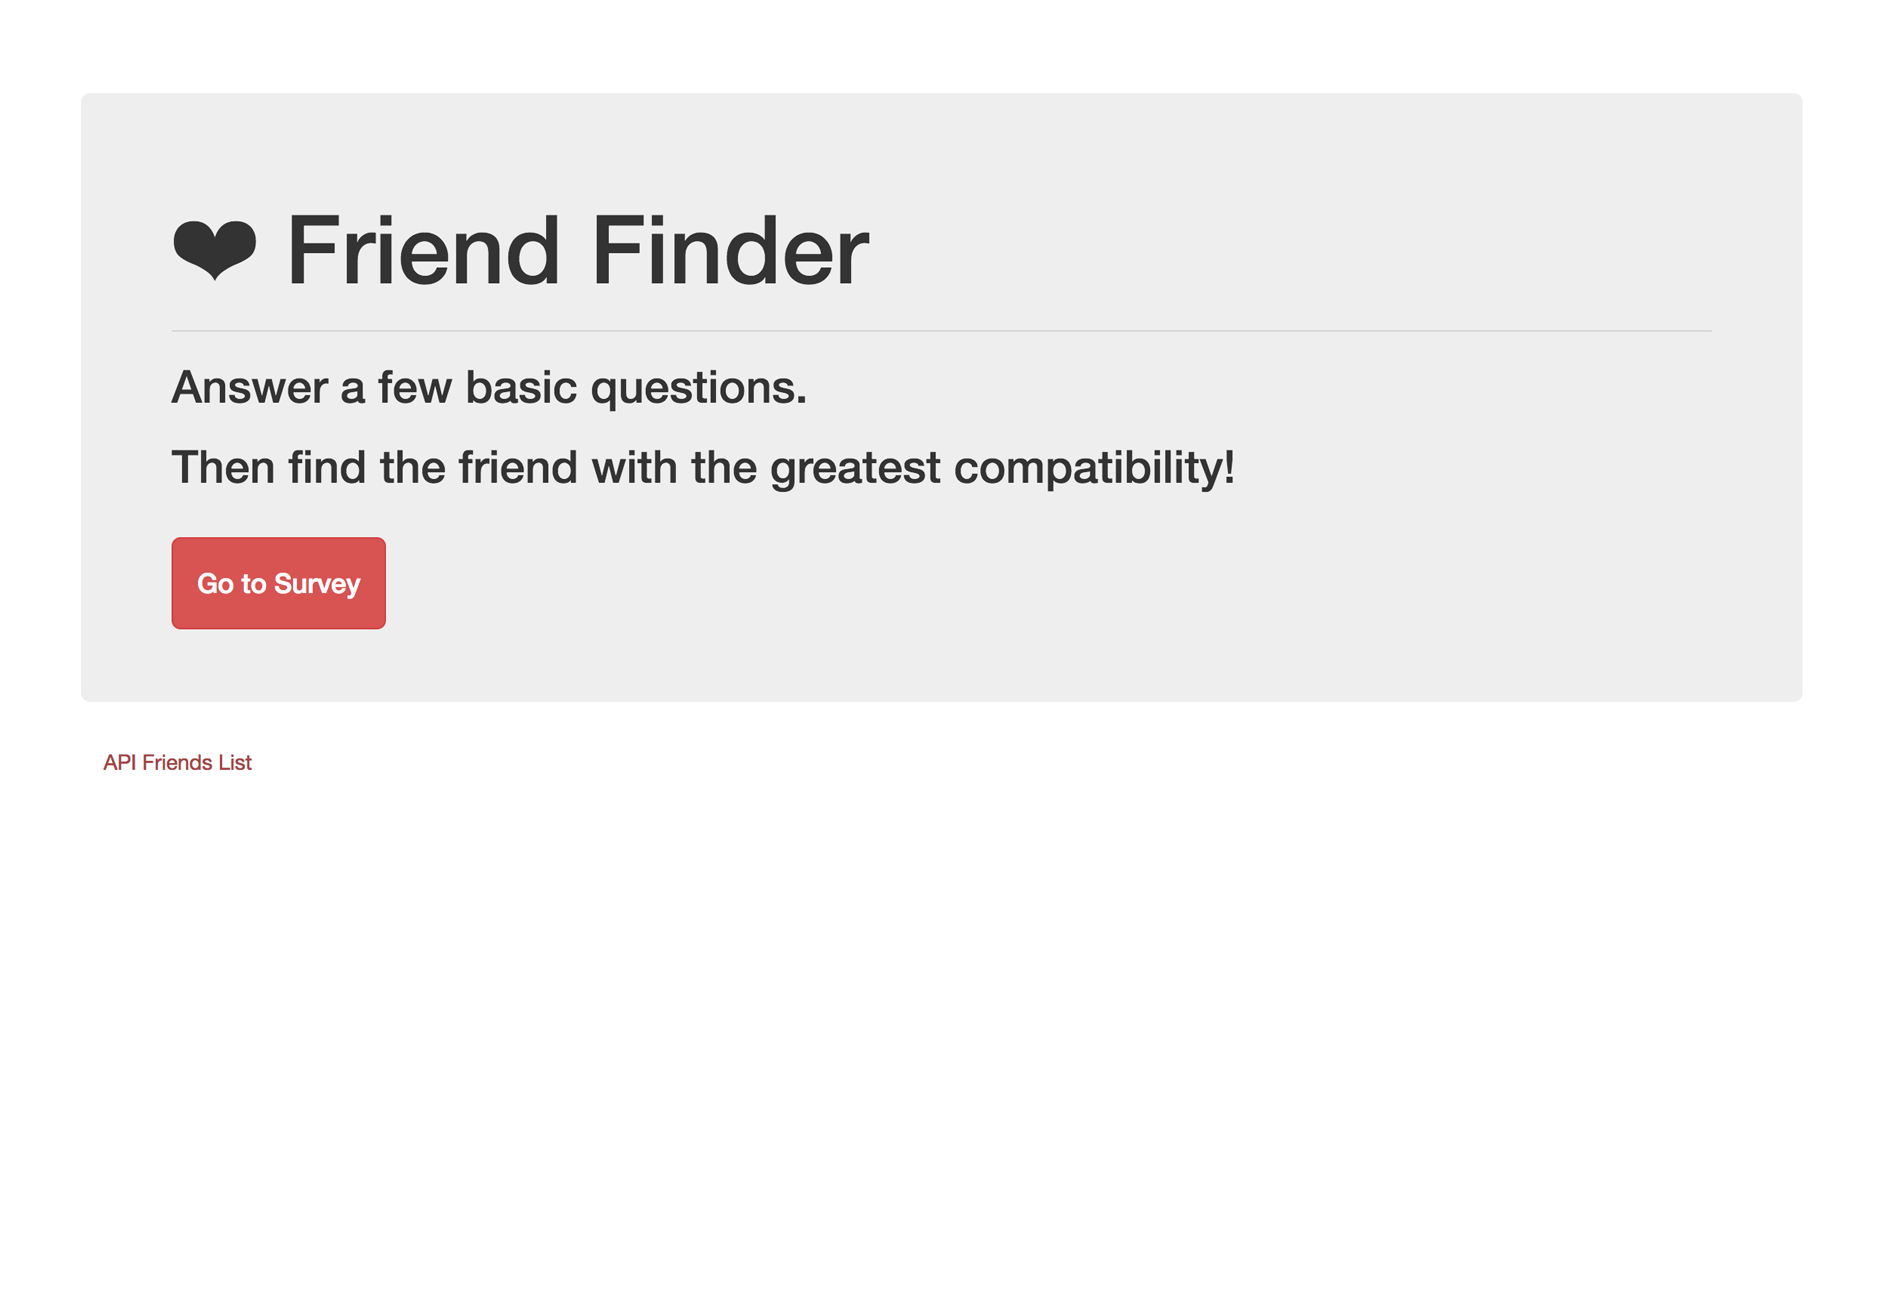 ❤ Friend Finder
Answer a few basic questions.
Then find the friend with the greatest compatibility!
Go to Survey
API Friends List